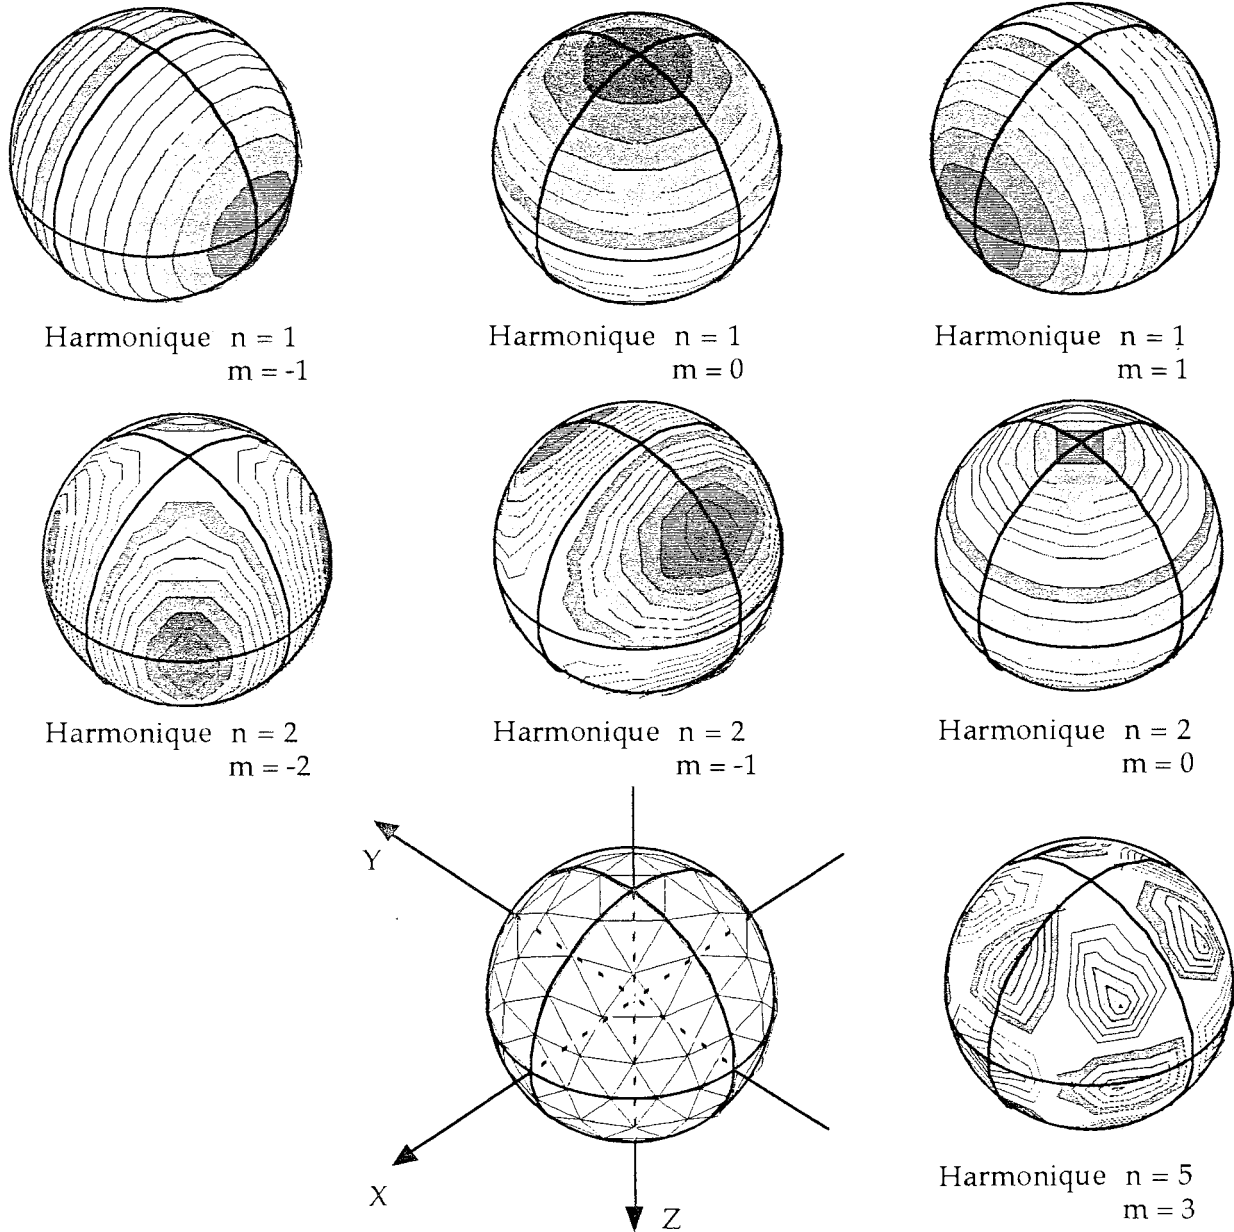 Harmonique n = 1
m = -1
Harmonique n = 1
m = 0
Harmonique n = 1
m = 1
Harmonique n = 2
m = -2
Harmonique n = 2
m = -1
Harmonique n = 2
m = 0
Y
X
Z
Harmonique n = 5
m = 3